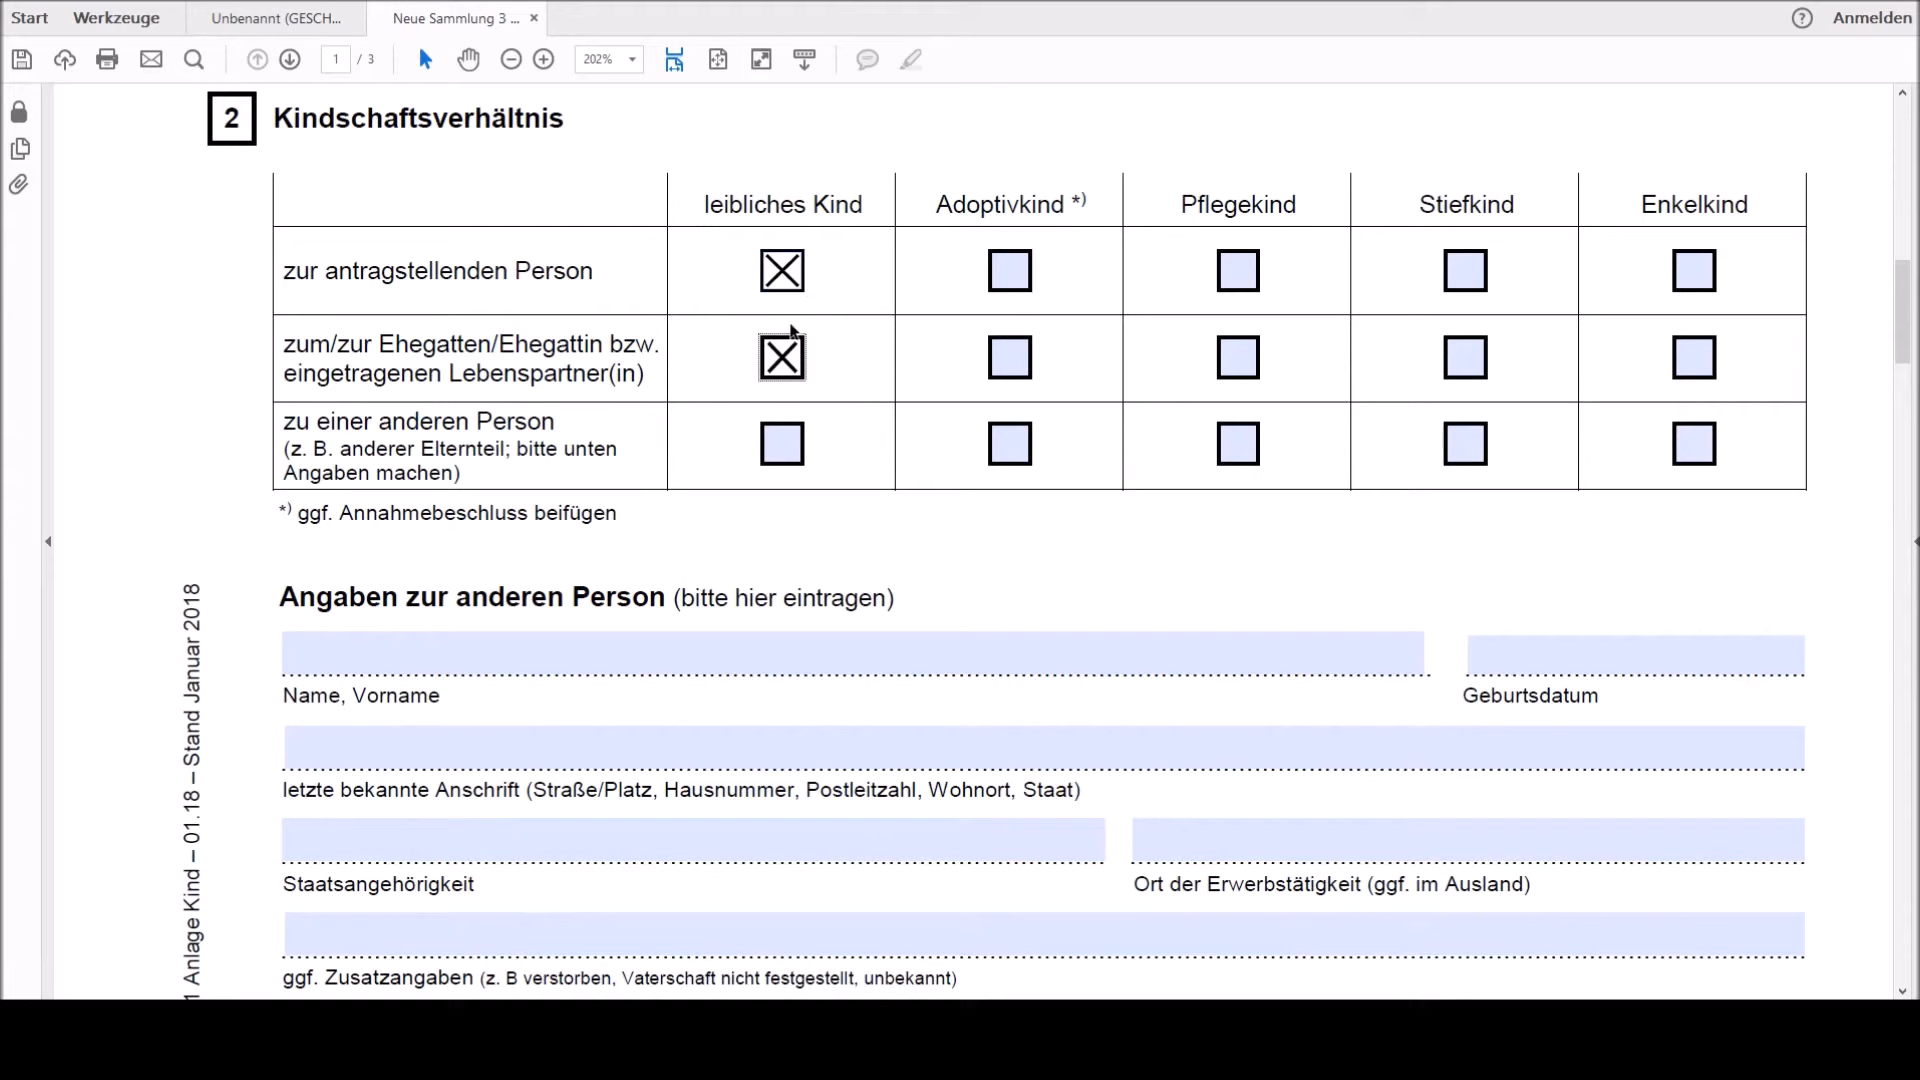 Start Werkzeuge Unbenannt (GESCH... Neue Sammlung 3 ... × ? Anmelden
1 / 3 202%
2 Kindschaftsverhältnis
leibliches Kind Adoptivkind *) Pflegekind Stiefkind Enkelkind
zur antragstellenden Person
zum/zur Ehegatten/Ehegattin bzw.
eingetragenen Lebenspartner(in)
zu einer anderen Person
(z. B. anderer Elternteil; bitte unten
Angaben machen)
*) ggf. Annahmebeschluss beifügen
Angaben zur anderen Person (bitte hier eintragen)
Name, Vorname Geburtsdatum
letzte bekannte Anschrift (Straße/Platz, Hausnummer, Postleitzahl, Wohnort, Staat)
Staatsangehörigkeit Ort der Erwerbstätigkeit (ggf. im Ausland)
ggf. Zusatzangaben (z. B verstorben, Vaterschaft nicht festgestellt, unbekannt)
1 Anlage Kind – 01.18 – Stand Januar 2018